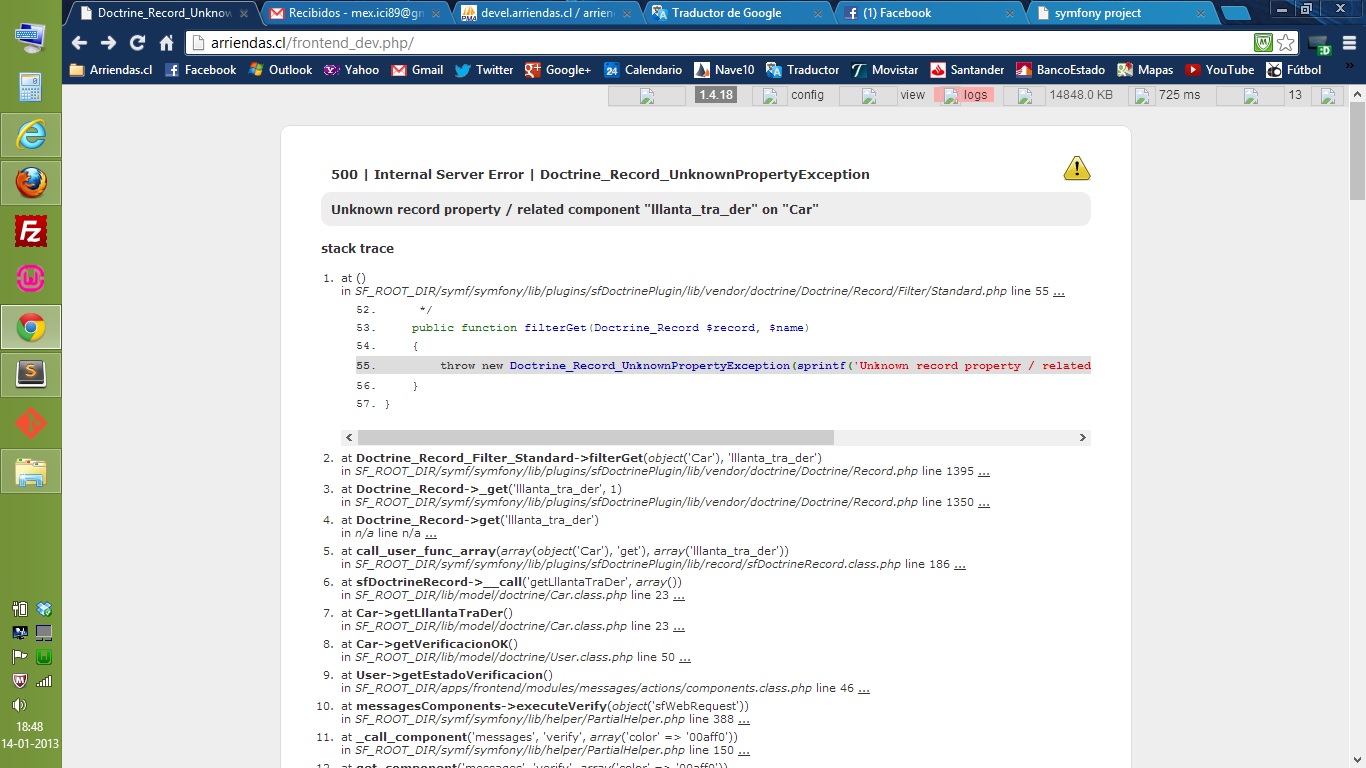 Doctrine_Record_Unknow
Recibidos - mex.ici89@gn
devel.arriendas.cl / arrien
Traductor de Google
(1) Facebook
symfony project
arriendas.cl/frontend_dev.php/
Arriendas.cl
Facebook
Outlook
Yahoo
Gmail
Twitter
Google+
Calendario
Nave10
Traductor
Movistar
Santander
BancoEstado
Mapas
YouTube
Fútbol
1.4.18
config
view
logs
14848.0 KB
725 ms
13
500 | Internal Server Error | Doctrine_Record_UnknownPropertyException
Unknown record property / related component "lllanta_tra_der" on "Car"
stack trace
1. at ()
in SF_ROOT_DIR/symf/symfony/lib/plugins/sfDoctrinePlugin/lib/vendor/doctrine/Doctrine/Record/Filter/Standard.php line 55 ...
52. */
53. public function filterGet(Doctrine_Record $record, $name)
54. {
55. throw new Doctrine_Record_UnknownPropertyException(sprintf('Unknown record property / related
56. }
57. }
2. at Doctrine_Record_Filter_Standard->filterGet(object('Car'), 'lllanta_tra_der')
in SF_ROOT_DIR/symf/symfony/lib/plugins/sfDoctrinePlugin/lib/vendor/doctrine/Doctrine/Record.php line 1395 ...
3. at Doctrine_Record->_get('lllanta_tra_der', 1)
in SF_ROOT_DIR/symf/symfony/lib/plugins/sfDoctrinePlugin/lib/vendor/doctrine/Doctrine/Record.php line 1350 ...
4. at Doctrine_Record->get('lllanta_tra_der')
in n/a line n/a ...
5. at call_user_func_array(array(object('Car'), 'get'), array('lllanta_tra_der'))
in SF_ROOT_DIR/symf/symfony/lib/plugins/sfDoctrinePlugin/lib/record/sfDoctrineRecord.class.php line 186 ...
6. at sfDoctrineRecord->__call('getLllantaTraDer', array())
in SF_ROOT_DIR/lib/model/doctrine/Car.class.php line 23 ...
7. at Car->getLllantaTraDer()
in SF_ROOT_DIR/lib/model/doctrine/Car.class.php line 23 ...
8. at Car->getVerificacionOK()
in SF_ROOT_DIR/lib/model/doctrine/User.class.php line 50 ...
9. at User->getEstadoVerificacion()
in SF_ROOT_DIR/apps/frontend/modules/messages/actions/components.class.php line 46 ...
10. at messagesComponents->executeVerify(object('sfWebRequest'))
in SF_ROOT_DIR/symf/symfony/lib/helper/PartialHelper.php line 388 ...
11. at _call_component('messages', 'verify', array('color' => '00aff0'))
in SF_ROOT_DIR/symf/symfony/lib/helper/PartialHelper.php line 150 ...
12. at get_component('messages', 'verify', array('color' => '00aff0'))
18:48
14-01-2013